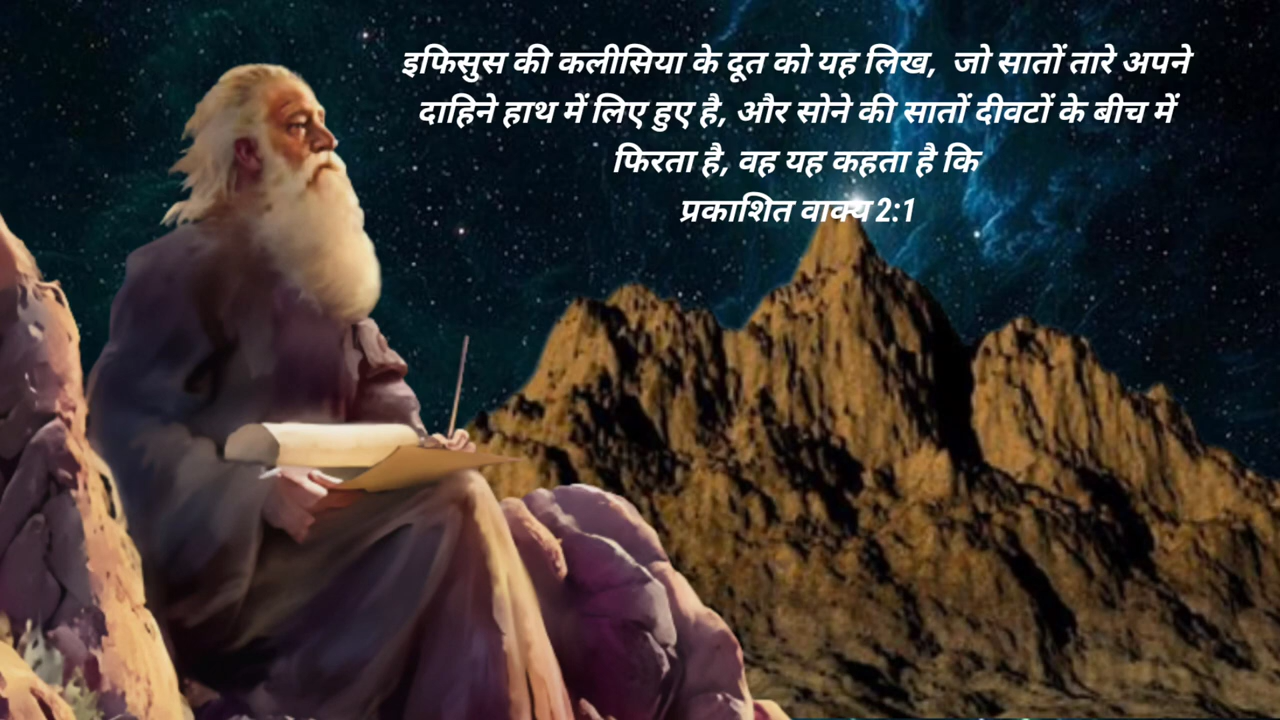 इफिसुस की कलीसिया के दूत को यह लिख, जो सातों तारे अपने
दाहिने हाथ में लिए हुए है, और सोने की सातों दीवटों के बीच में
फिरता है, वह यह कहता है कि
प्रकाशित वाक्य 2:1